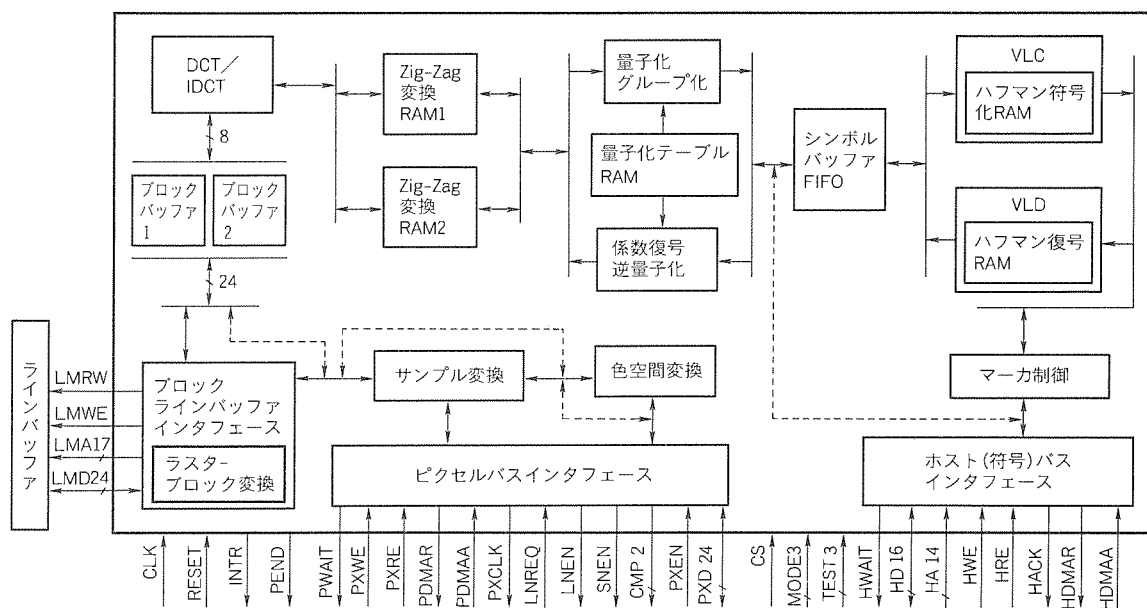 DCT／
IDCT
8
ブロック
バッファ
1
ブロック
バッファ
2
24
Zig-Zag
変換
RAM1
Zig-Zag
変換
RAM2
量子化
グループ化
量子化テーブル
RAM
係数復号
逆量子化
シンボル
バッファ
FIFO
VLC
ハフマン符号
化RAM
VLD
ハフマン復号
RAM
ラインバッファ
LMRW
LMWE
LMA17
LMD24
ブロック
ラインバッファ
インタフェース
ラスター
ブロック変換
サンプル変換
色空間変換
マーカ制御
ピクセルバスインタフェース
ホスト(符号)バス
インタフェース
CLK
RESET
INTR
PEND
PWAIT
PXWE
PXRE
PDMAR
PDMAA
PXCLK
LNREQ
LNEN
SNEN
CMP 2
PXEN
PXD 24
CS
MODE3
TEST 3
HWAIT
HD 16
HA 14
HWE
HRE
HACK
HDMAR
HDMAA